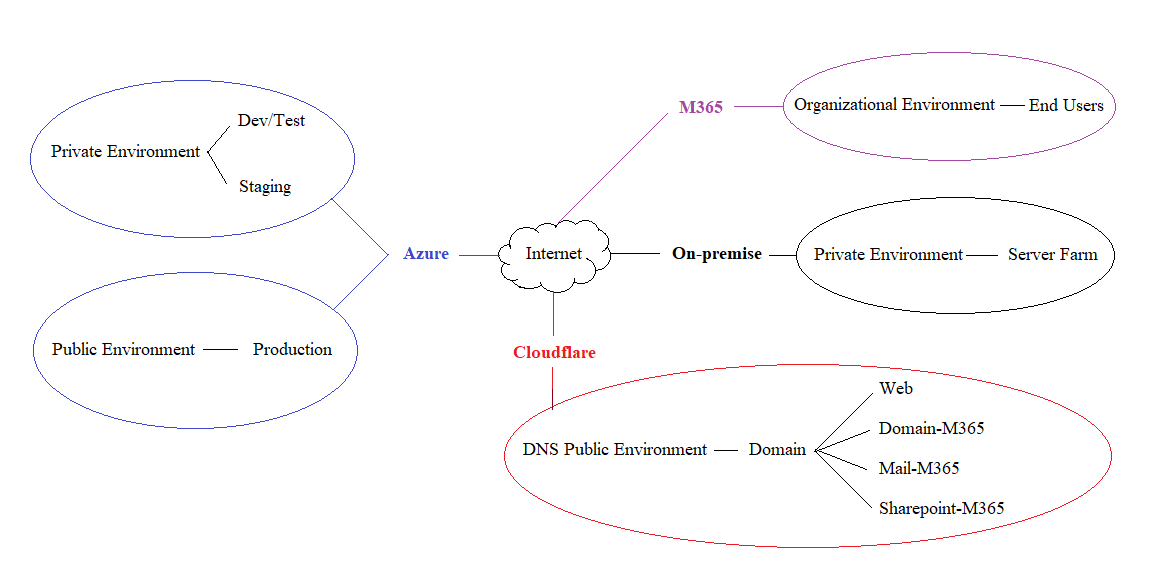 M365
Organizational Environment
End Users
Private Environment
Dev/Test
Staging
Azure
Internet
On-premise
Private Environment
Server Farm
Public Environment
Production
Cloudflare
DNS Public Environment
Domain
Web
Domain-M365
Mail-M365
Sharepoint-M365